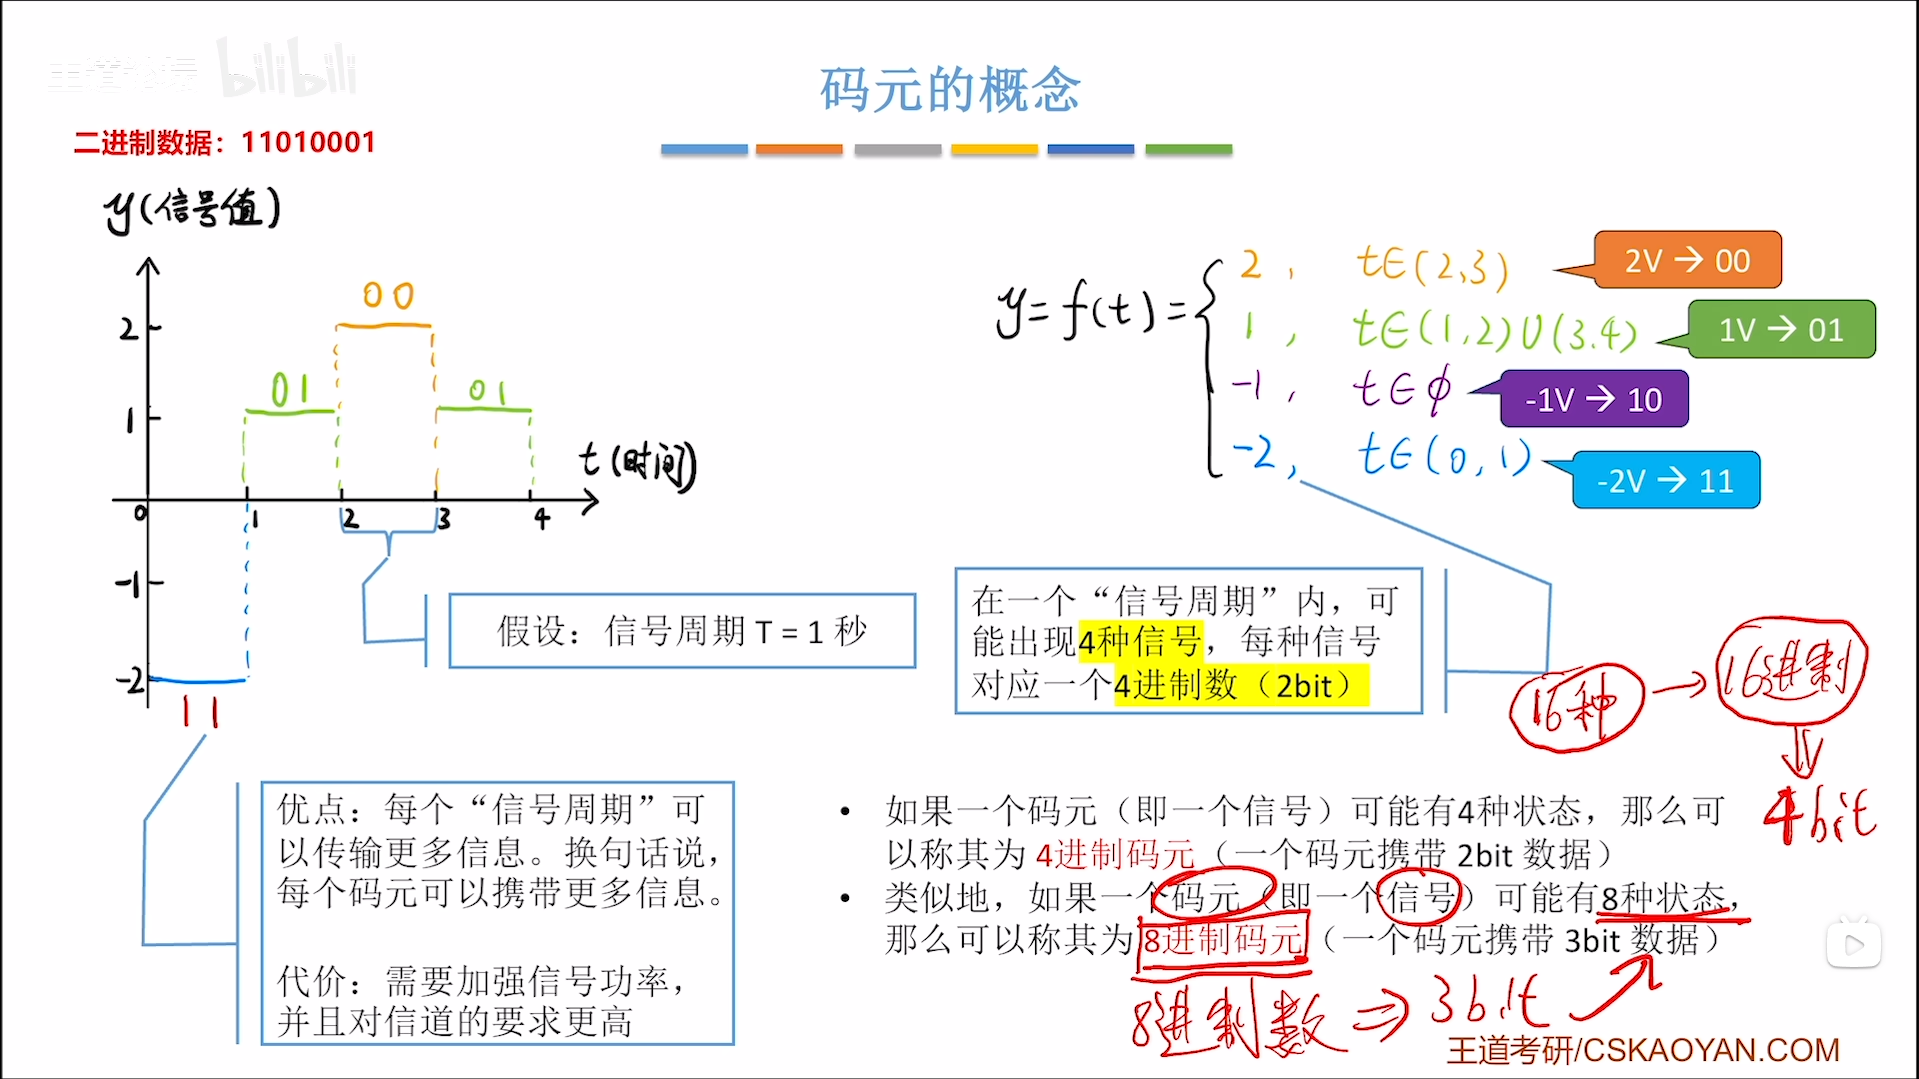 王道论坛 bilibili
码元的概念
二进制数据：11010001
y(信号值)
2
1
0
-1
-2
1
2
3
4
t(时间)
11
01
00
01
y=f(t)=
2， t∈(2,3)
1， t∈(1,2)∪(3.4)
-1， t∈ϕ
-2， t∈(0,1)
2V → 00
1V → 01
-1V → 10
-2V → 11
假设：信号周期 T = 1 秒
在一个“信号周期”内，可
能出现4种信号，每种信号
对应一个4进制数（2bit）
16种 → 16进制
⇓
4bit
优点：每个“信号周期”可
以传输更多信息。换句话说，
每个码元可以携带更多信息。
代价：需要加强信号功率，
并且对信道的要求更高
• 如果一个码元（即一个信号）可能有4种状态，那么可
以称其为 4进制码元（一个码元携带 2bit 数据）
• 类似地，如果一个码元（即一个信号）可能有8种状态，
那么可以称其为 8进制码元（一个码元携带 3bit 数据）
8进制数 ⇒ 3bit
王道考研/CSKAOYAN.COM